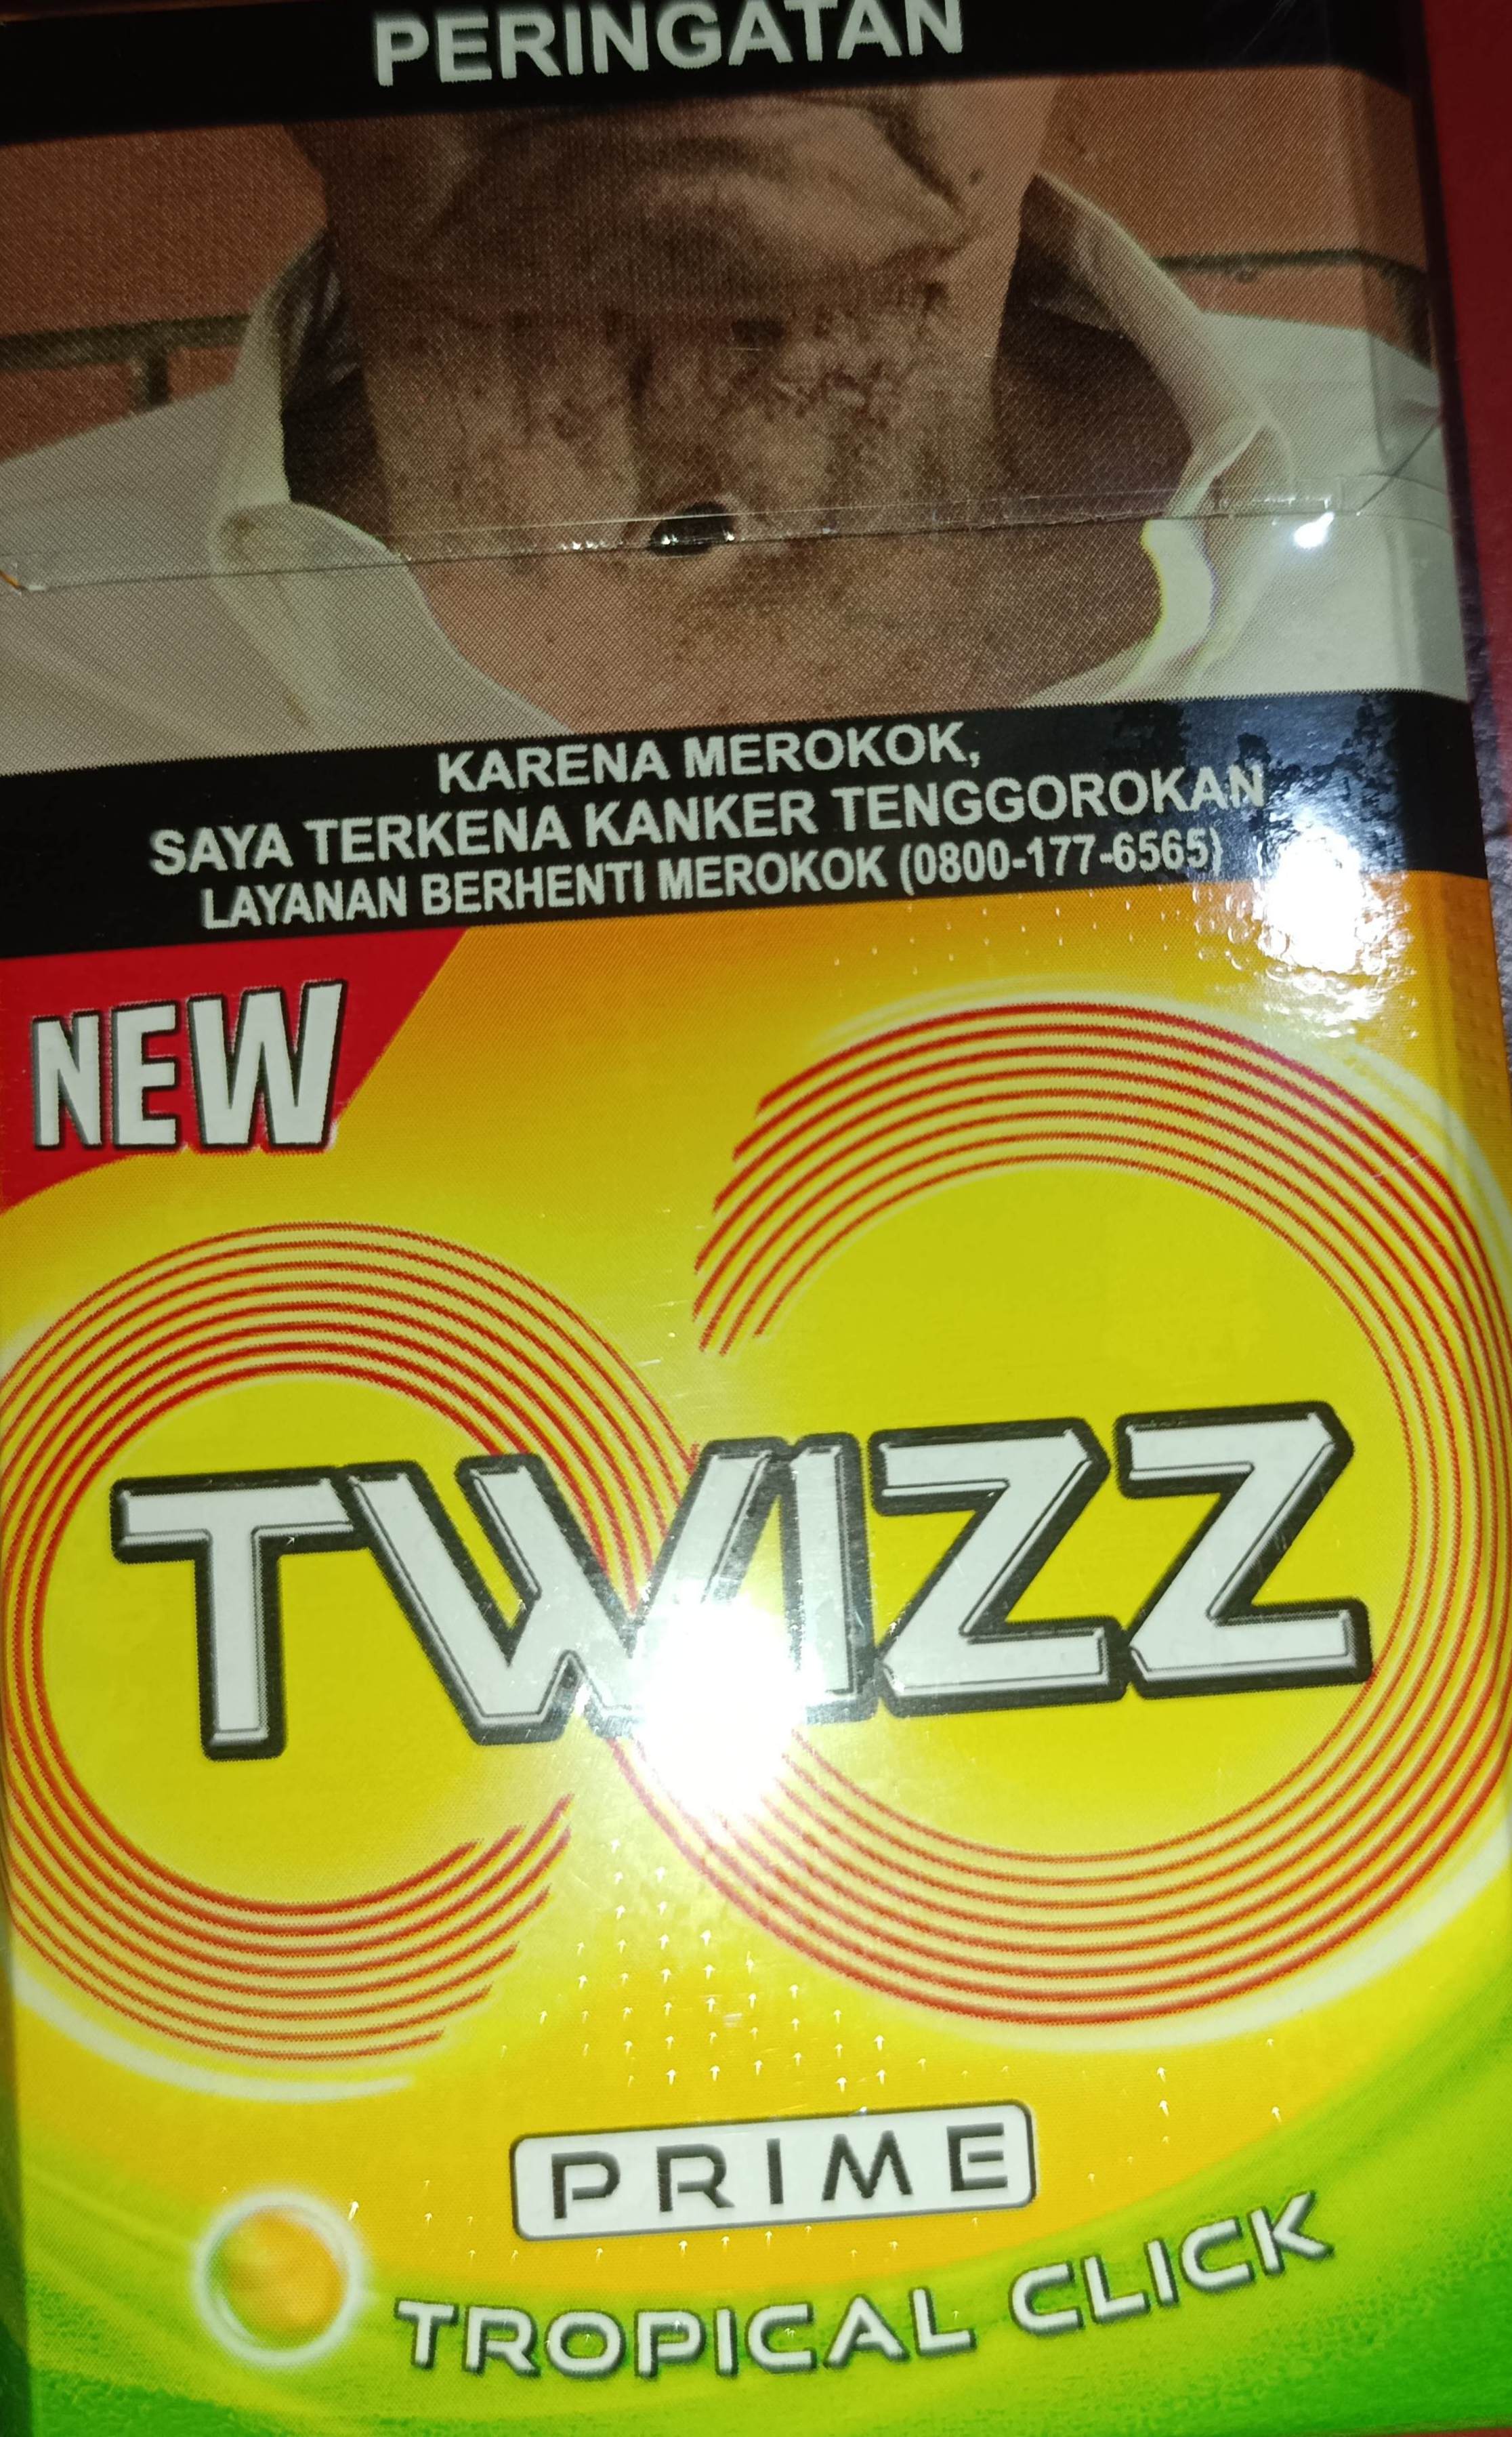 PERINGATAN
KARENA MEROKOK,
SAYA TERKENA KANKER TENGGOROKAN
LAYANAN BERHENTI MEROKOK (0800-177-6565)
NEW
TWIZZ
PRIME
TROPICAL CLICK